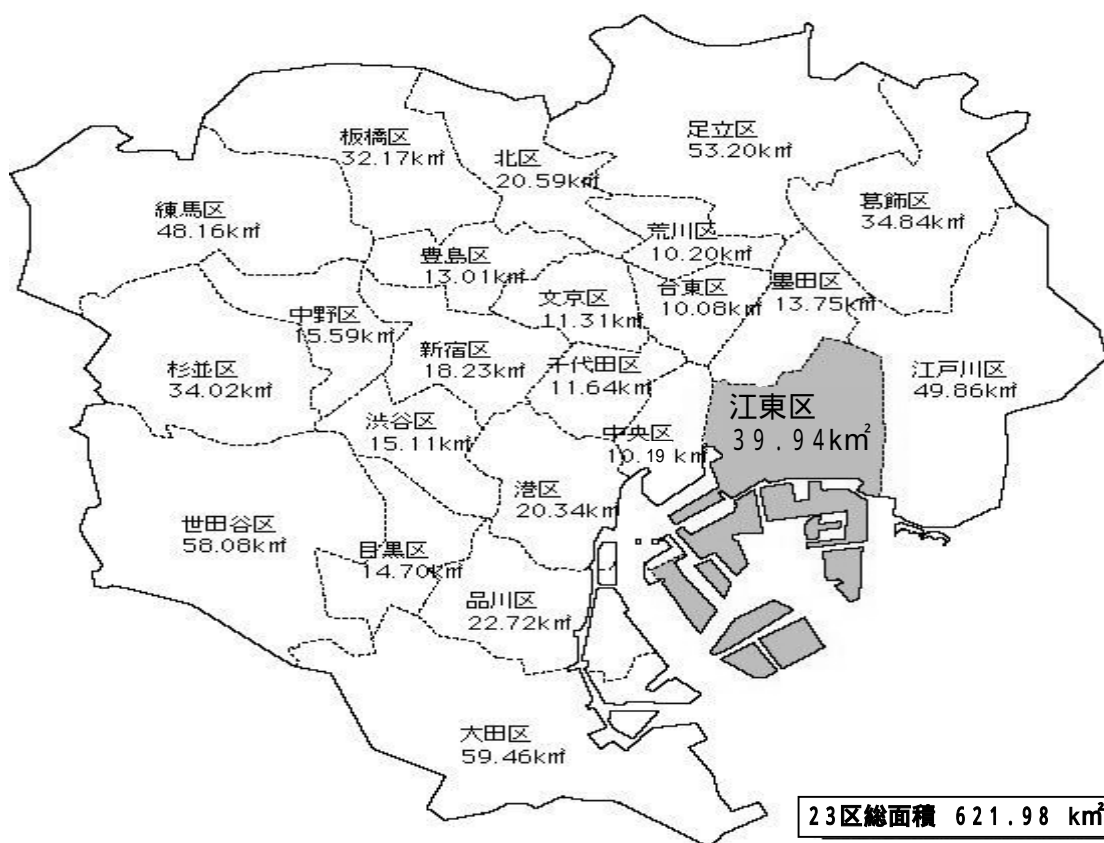 足立区
53.20km²
板橋区
32.17km²
北区
20.59km²
葛飾区
34.84km²
練馬区
48.16km²
荒川区
10.20km²
豊島区
13.01km²
墨田区
13.75km²
台東区
10.08km²
文京区
11.31km²
中野区
15.59km²
新宿区
18.23km²
千代田区
11.64km²
杉並区
34.02km²
江戸川区
49.86km²
江東区
39.94km²
渋谷区
15.11km²
中央区
10.19 km²
港区
20.34km²
世田谷区
58.08km²
目黒区
14.70km²
品川区
22.72km²
大田区
59.46km²
23区総面積 621.98 km²